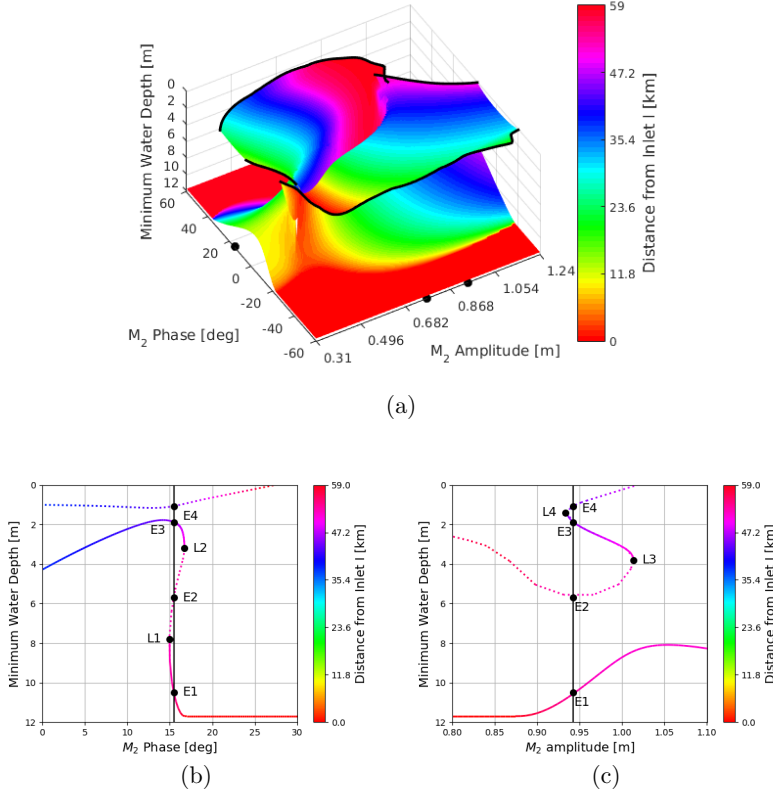 Minimum Water Depth [m]
0
2
4
6
8
10
12
60
40
20
0
-20
-40
-60
M2 Phase [deg]
0.31
0.496
0.682
0.868
1.054
1.24
M2 Amplitude [m]
59
47.2
35.4
23.6
11.8
0
Distance from Inlet I [km]
(a)
Minimum Water Depth [m]
0
2
4
6
8
10
12
E4
E3
L2
E2
L1
E1
0 5 10 15 20 25 30
M2 Phase [deg]
59.0
47.2
35.4
23.6
11.8
0.0
Distance from Inlet I [km]
(b)
Minimum Water Depth [m]
0
2
4
6
8
10
12
L4
E4
E3
L3
E2
E1
0.80 0.85 0.90 0.95 1.00 1.05 1.10
M2 amplitude [m]
59.0
47.2
35.4
23.6
11.8
0.0
Distance from Inlet I [km]
(c)